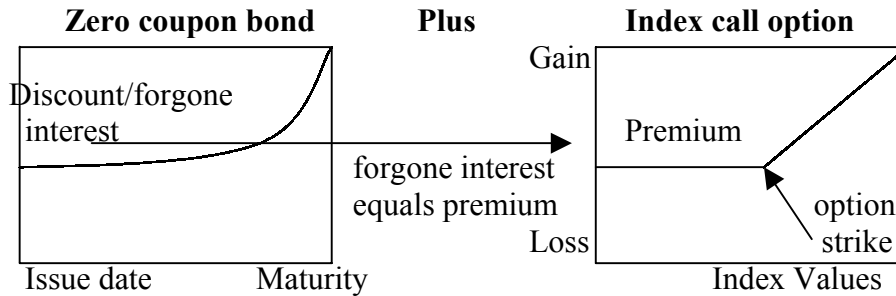 Zero coupon bond
Plus
Index call option
Discount/forgone
interest
forgone interest
equals premium
Issue date
Maturity
Gain
Premium
option
strike
Loss
Index Values